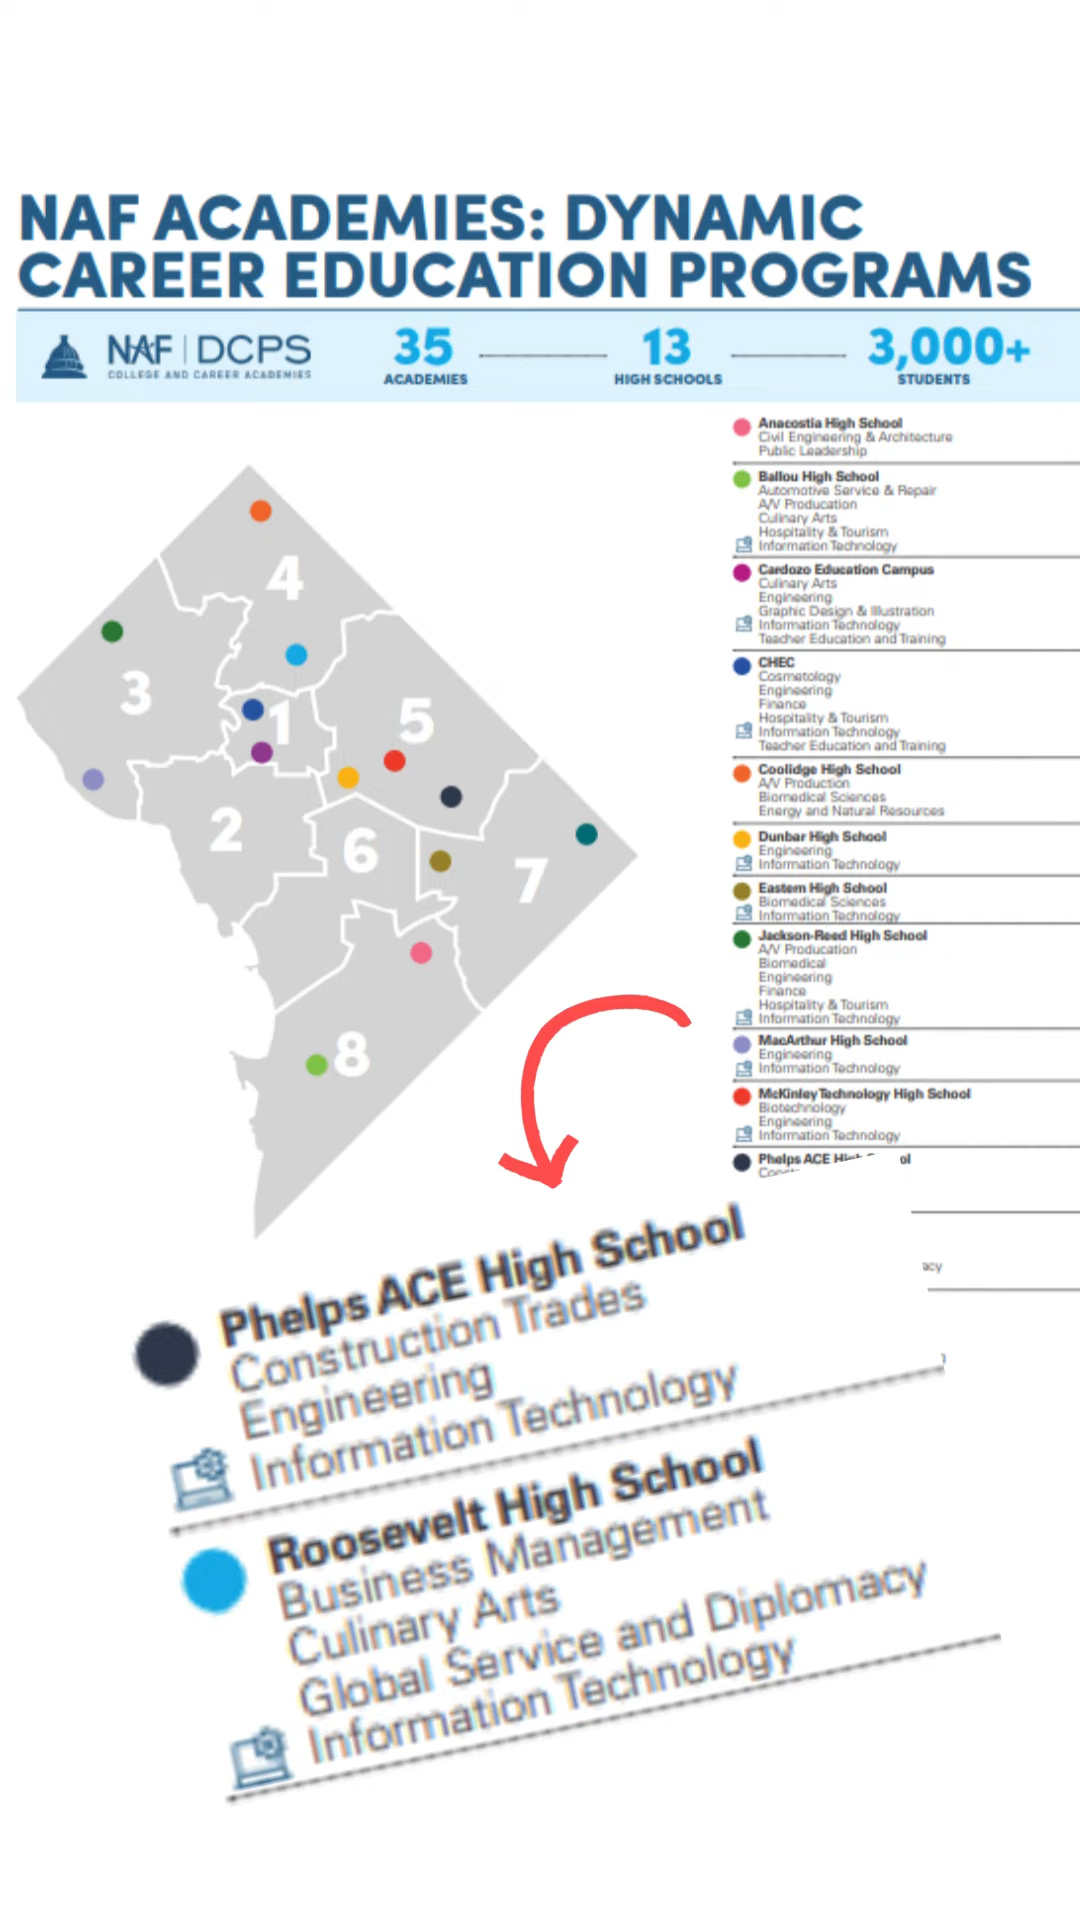 NAF ACADEMIES: DYNAMIC
CAREER EDUCATION PROGRAMS
NAF | DCPS
COLLEGE AND CAREER ACADEMIES
35
ACADEMIES
13
HIGH SCHOOLS
3,000+
STUDENTS
4
3
1
5
2
6
7
8
Anacostia High School
Civil Engineering & Architecture
Public Leadership
Ballou High School
Automotive Service & Repair
A/V Producation
Culinary Arts
Hospitality & Tourism
Information Technology
Cardozo Education Campus
Culinary Arts
Engineering
Graphic Design & Illustration
Information Technology
Teacher Education and Training
CHEC
Cosmetology
Engineering
Finance
Hospitality & Tourism
Information Technology
Teacher Education and Training
Coolidge High School
A/V Production
Biomedical Sciences
Energy and Natural Resources
Dunbar High School
Engineering
Information Technology
Eastern High School
Biomedical Sciences
Information Technology
Jackson-Reed High School
A/V Producation
Biomedical
Engineering
Finance
Hospitality & Tourism
Information Technology
MacArthur High School
Engineering
Information Technology
McKinley Technology High School
Biotechnology
Engineering
Information Technology
Phelps ACE
Phelps ACE High School
Construction Trades
Engineering
Information Technology
Roosevelt High School
Business Management
Culinary Arts
Global Service and Diplomacy
Information Technology